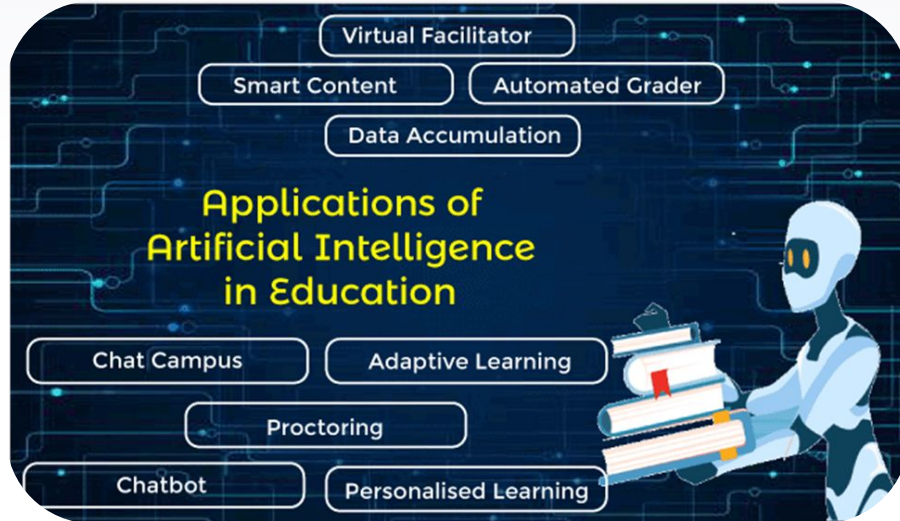 Virtual Facilitator
Smart Content
Automated Grader
Data Accumulation
Applications of
Artificial Intelligence
in Education
Chat Campus
Adaptive Learning
Proctoring
Chatbot
Personalised Learning